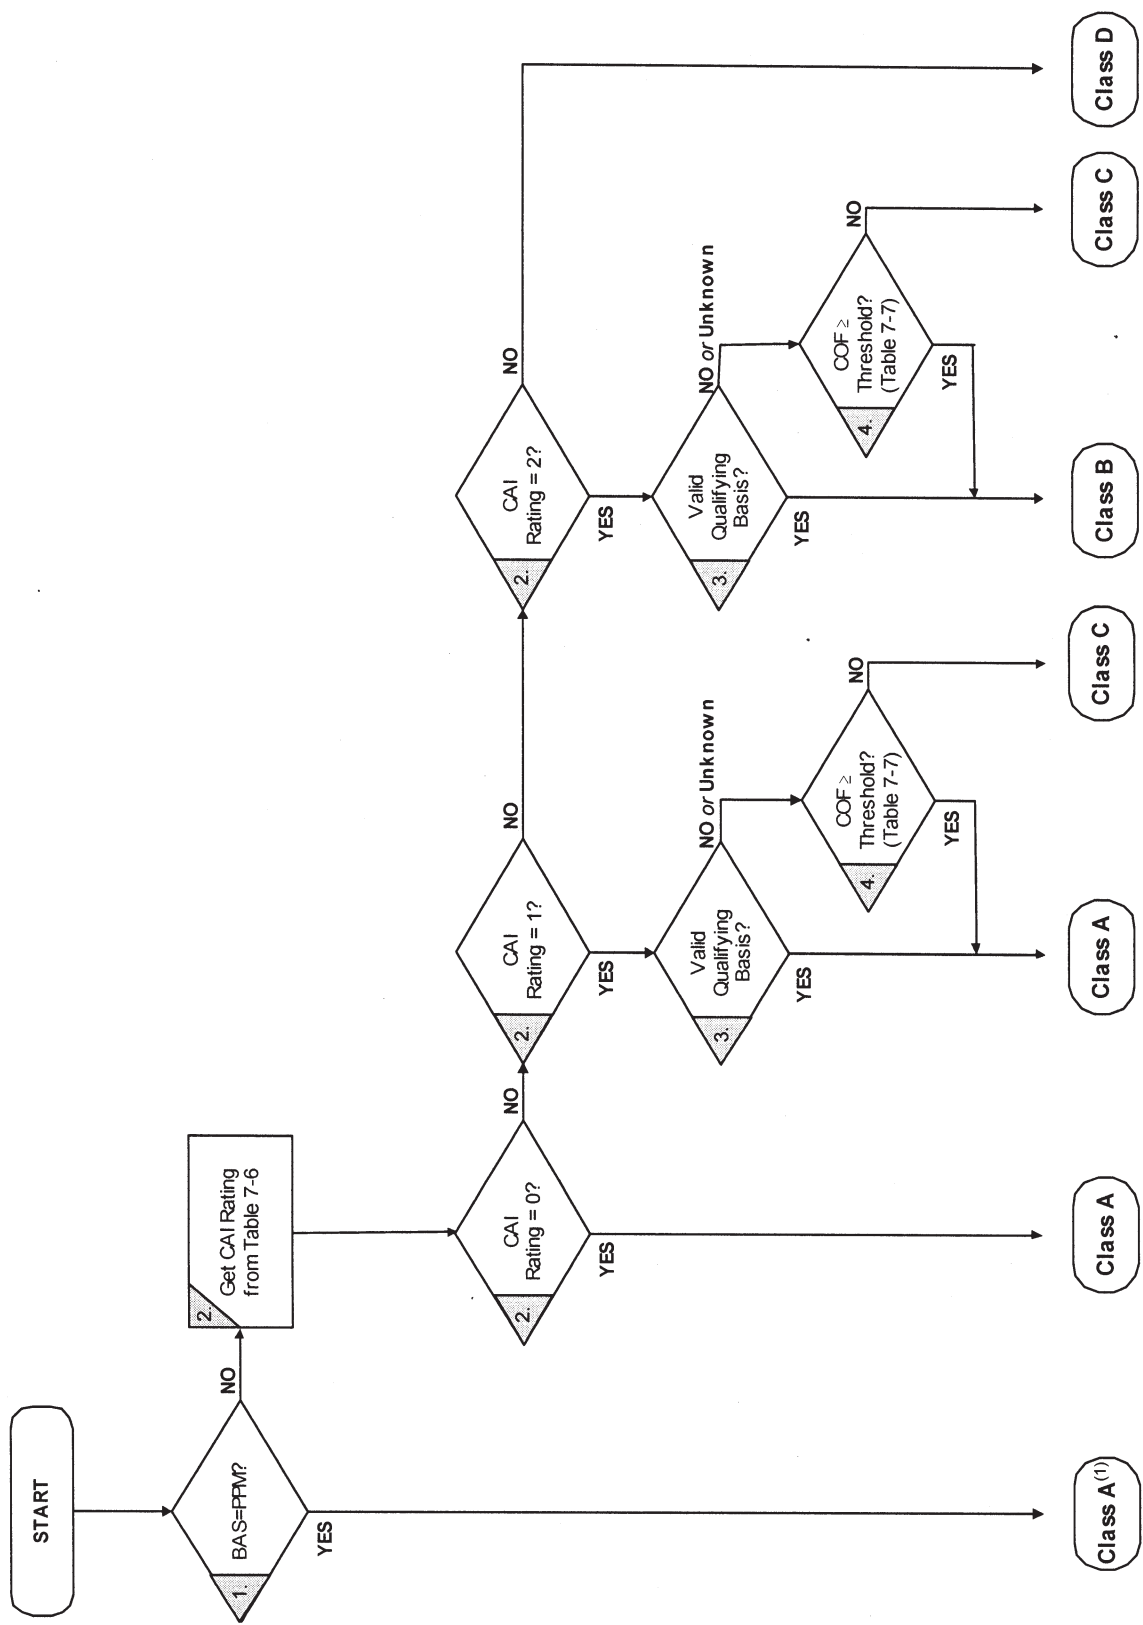 START
1.
BAS=PPM?
NO
YES
2.
Get CAI Rating
from Table 7-6
2.
CAI
Rating = 0?
NO
YES
2.
CAI
Rating = 1?
NO
YES
2.
CAI
Rating = 2?
NO
YES
3.
Valid
Qualifying
Basis?
NO or Unknown
YES
4.
COF ≥
Threshold?
(Table 7-7)
NO
YES
3.
Valid
Qualifying
Basis?
NO or Unknown
YES
4.
COF ≥
Threshold?
(Table 7-7)
NO
YES
Class A(1)
Class A
Class A
Class C
Class B
Class C
Class D